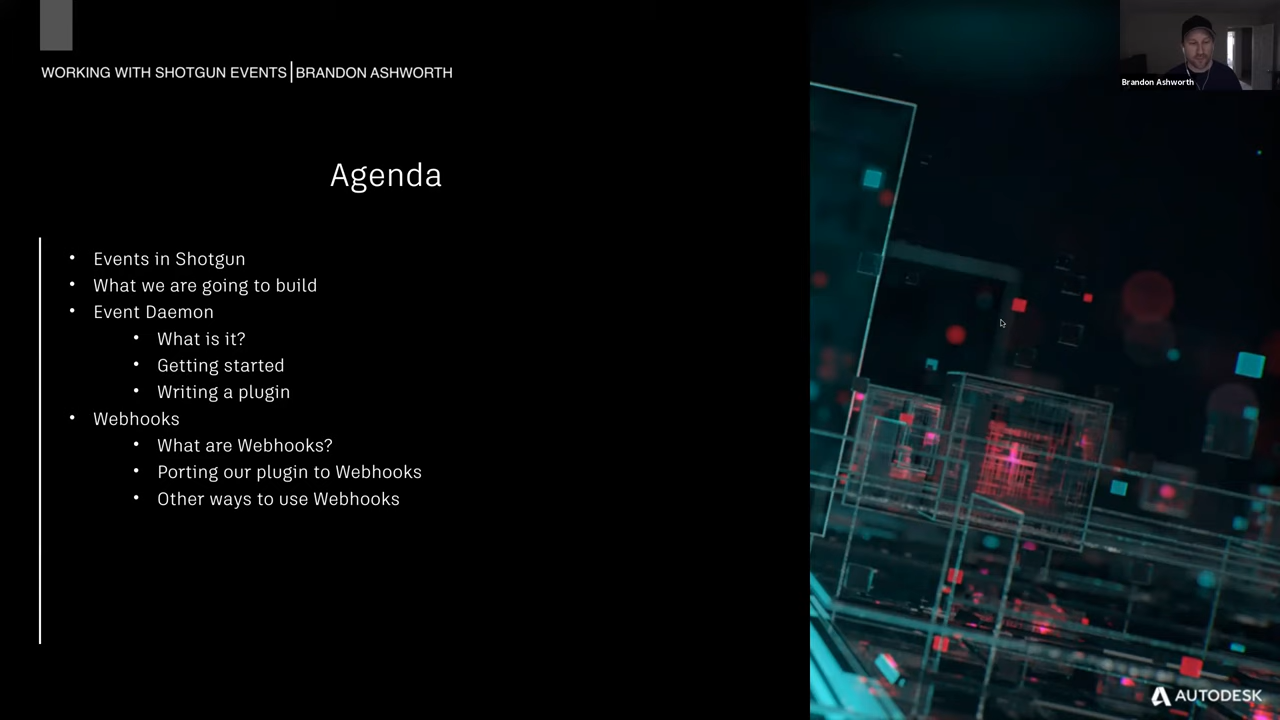 WORKING WITH SHOTGUN EVENTS|BRANDON ASHWORTH
Brandon Ashworth
Agenda
• Events in Shotgun
• What we are going to build
• Event Daemon
• What is it?
• Getting started
• Writing a plugin
• Webhooks
• What are Webhooks?
• Porting our plugin to Webhooks
• Other ways to use Webhooks
AUTODESK